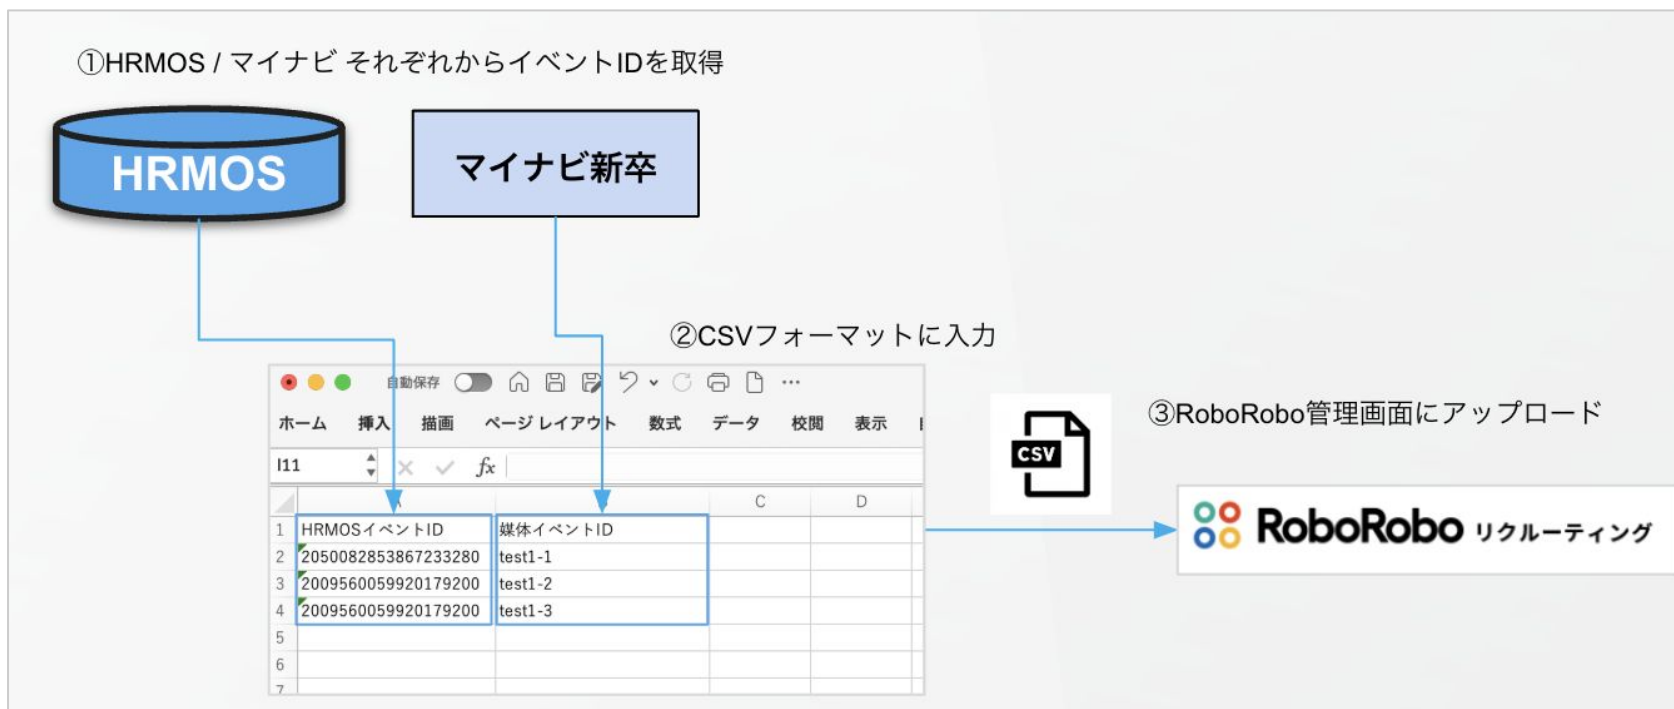 ①HRMOS / マイナビ それぞれからイベントIDを取得
HRMOS
マイナビ新卒
②CSVフォーマットに入力
自動保存
ホーム 挿入 描画 ページ レイアウト 数式 データ 校閲 表示
I11
fx
C D
1 HRMOSイベントID 媒体イベントID
2 2050082853867233280 test1-1
3 2009560059920179200 test1-2
4 2009560059920179200 test1-3
5
6
7
CSV
③RoboRobo管理画面にアップロード
RoboRobo リクルーティング